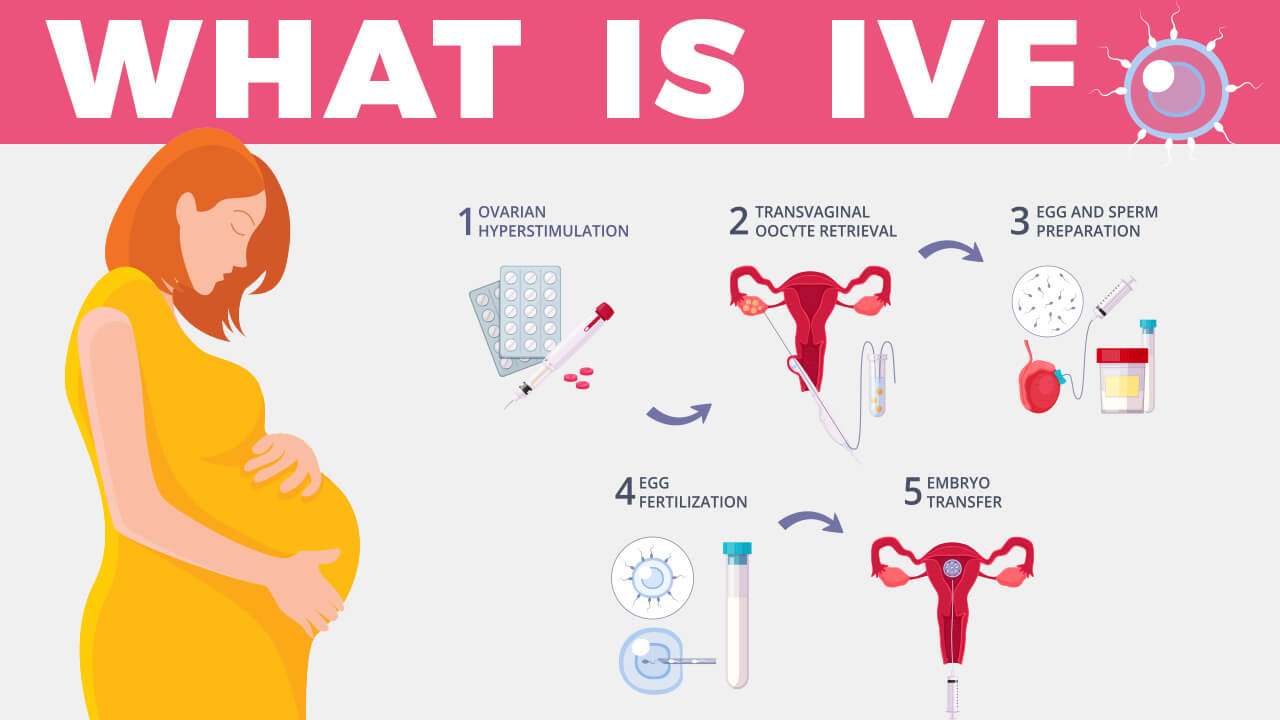 WHAT IS IVF
1 OVARIAN
HYPERSTIMULATION
2 TRANSVAGINAL
OOCYTE RETRIEVAL
3 EGG AND SPERM
PREPARATION
4 EGG
FERTILIZATION
5 EMBRYO
TRANSFER